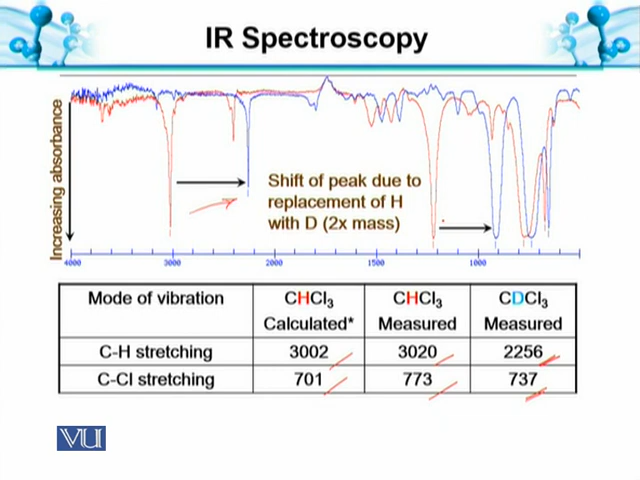 IR Spectroscopy
Increasing absorbance
Shift of peak due to
replacement of H
with D (2x mass)
4000 3000 2000 1500 1000
Mode of vibration CHCl3 CHCl3 CDCl3
Calculated* Measured Measured
C-H stretching 3002 3020 2256
C-Cl stretching 701 773 737
VU